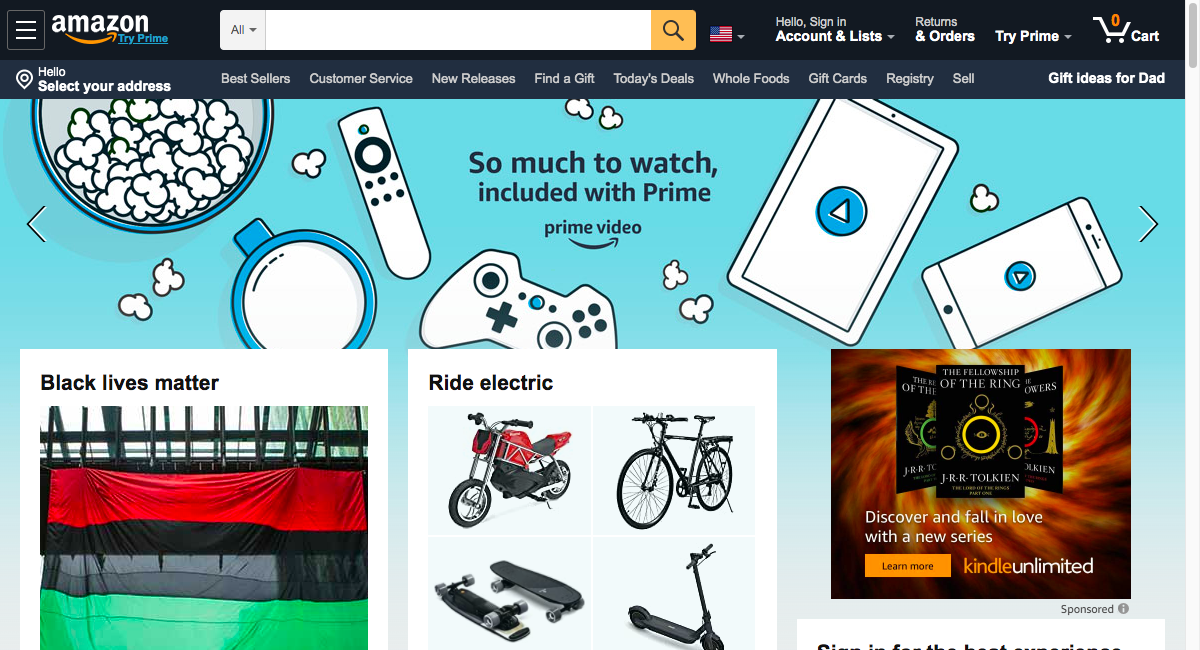 amazon
Try Prime
All
Hello, Sign in
Account & Lists
Returns
& Orders
Try Prime
0
Cart
Hello
Select your address
Best Sellers
Customer Service
New Releases
Find a Gift
Today's Deals
Whole Foods
Gift Cards
Registry
Sell
Gift ideas for Dad
So much to watch,
included with Prime
prime video
Black lives matter
Ride electric
THE FELLOWSHIP
OF THE RING
J·R·R·TOLKIEN
THE LORD OF THE RINGS
PART ONE
Discover and fall in love
with a new series
Learn more
kindleunlimited
Sponsored
Sign in for the best experience